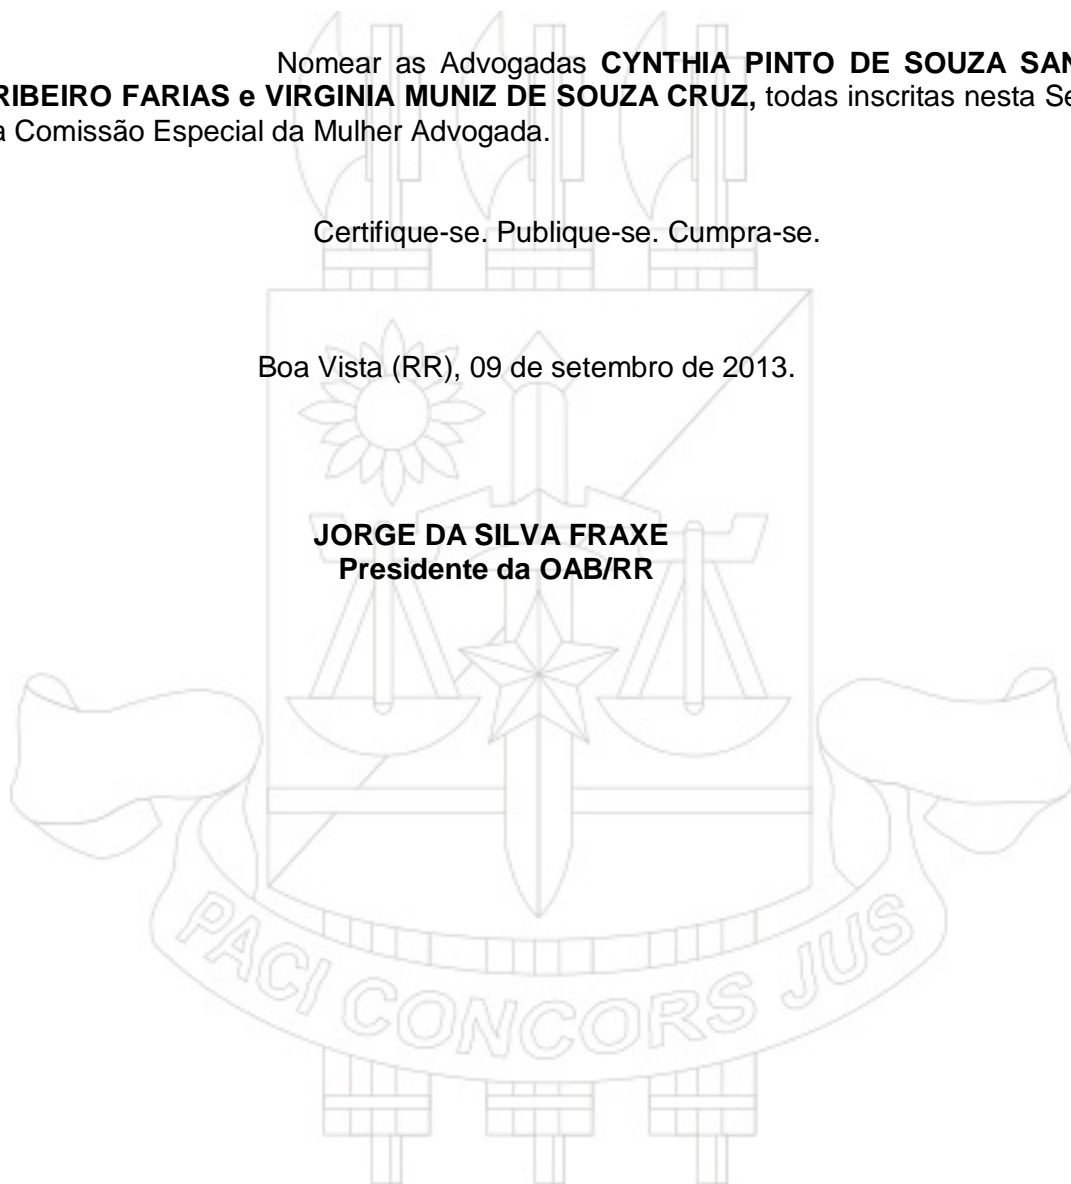 Nomear as Advogadas CYNTHIA PINTO DE SOUZA
RIBEIRO FARIAS e VIRGINIA MUNIZ DE SOUZA CRUZ, todas inscritas nesta
a Comissão Especial da Mulher Advogada.
Certifique-se. Publique-se. Cumpra-se.
Boa Vista (RR), 09 de setembro de 2013.
JORGE DA SILVA FRAXE
Presidente da OAB/RR
PACI CONCORS JUS